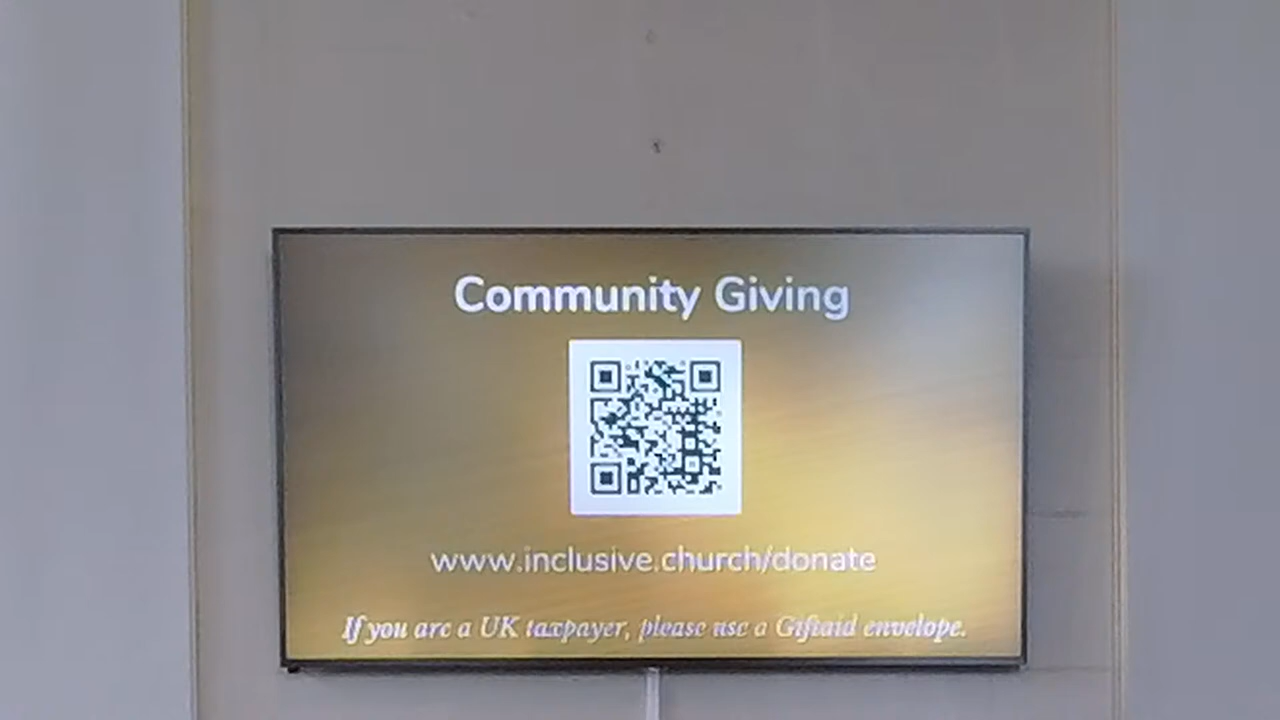 Community Giving
www.inclusive.church/donate
If you are a UK taxpayer, please use a Giftaid envelope.